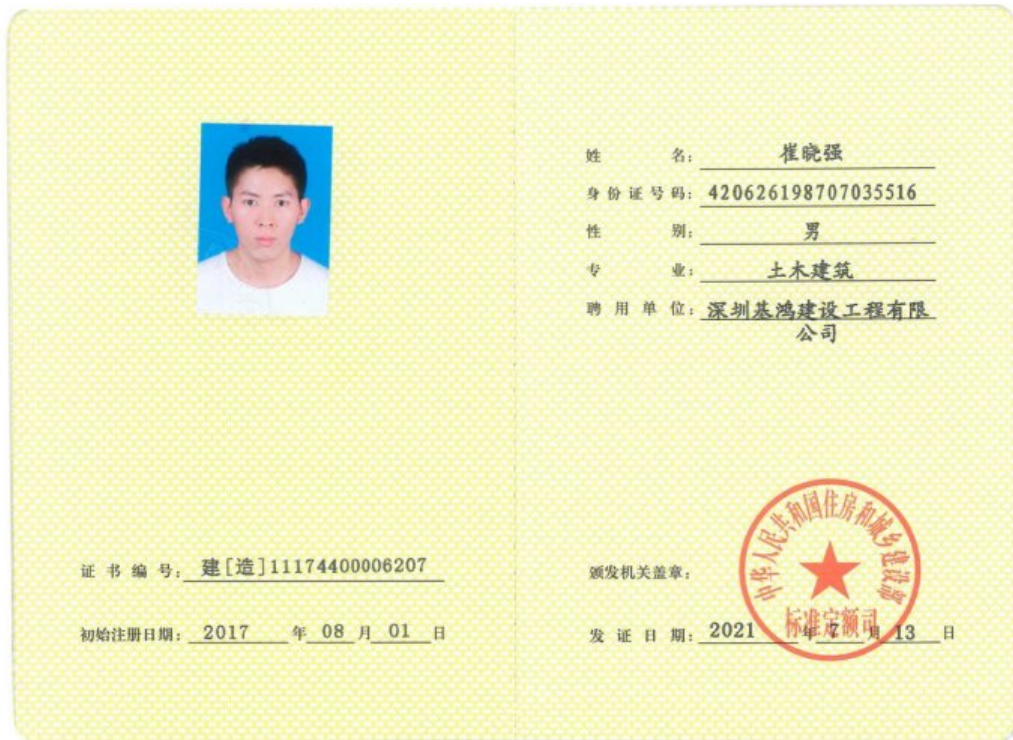 姓 名: 崔晓强
身份证号码: 420626198707035516
性 别: 男
专 业: 土木建筑
聘用单位: 深圳基鸿建设工程有限
公司
证书编号: 建[造]11174400006207
初始注册日期: 2017 年 08 月 01 日
颁发机关盖章:
中华人民共和国住房和城乡建设部
标准定额司
发证日期: 2021 年 7 月 13 日